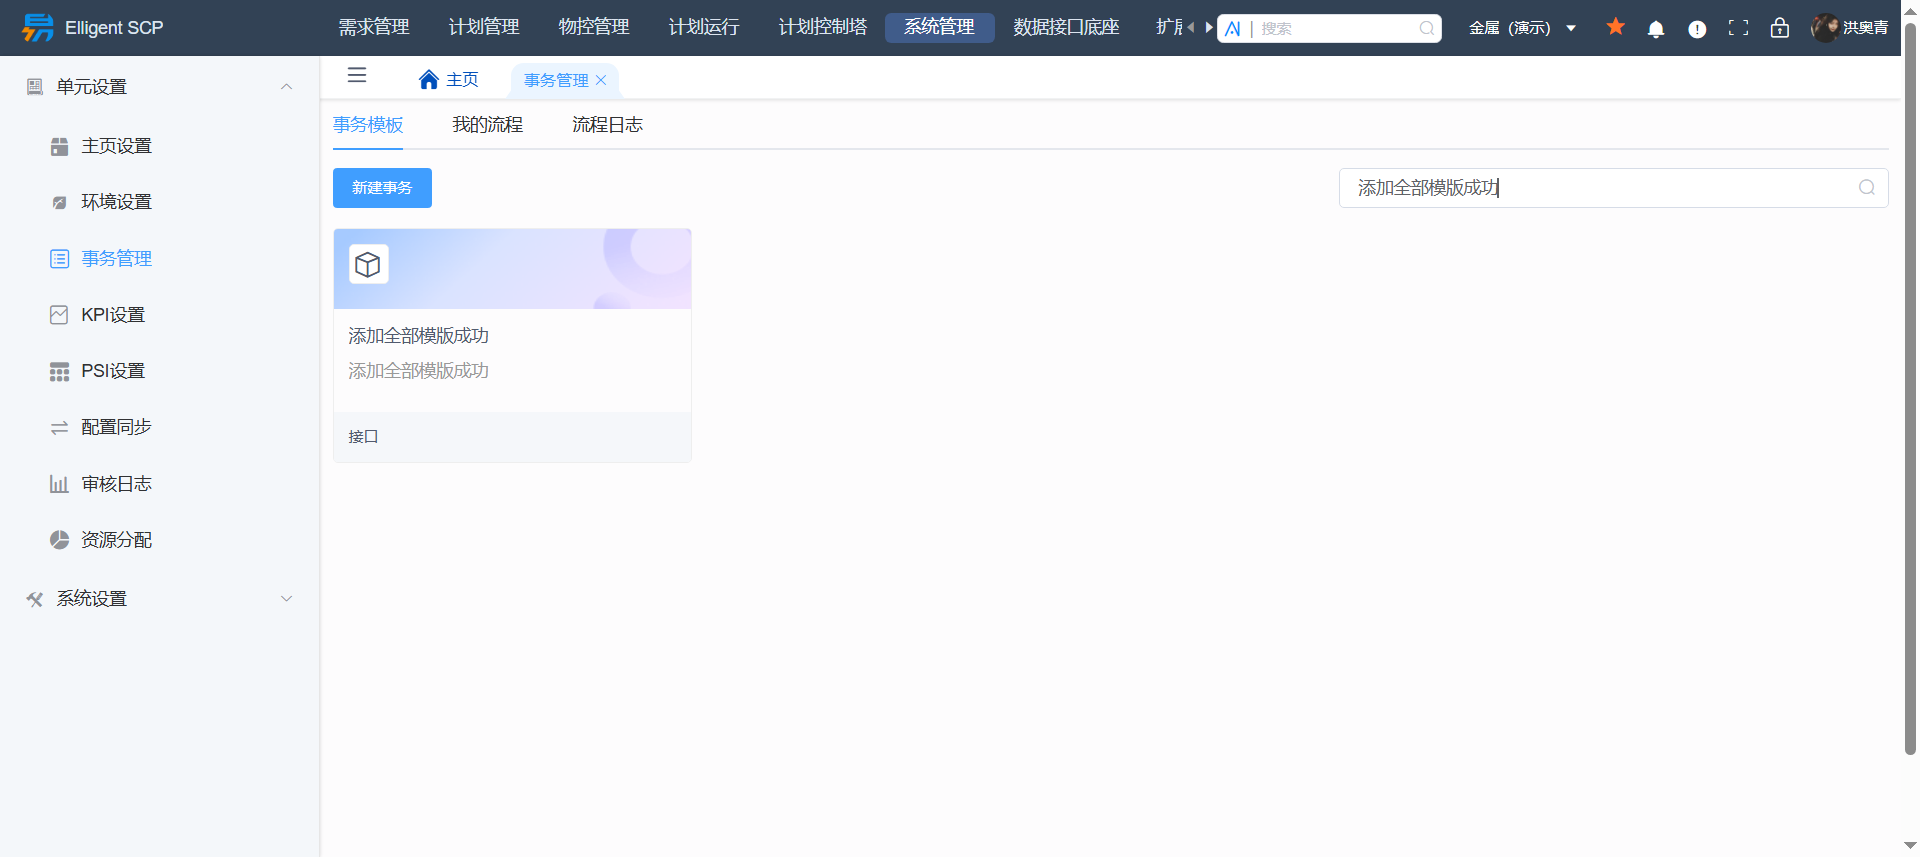 Elligent SCP
需求管理
计划管理
物控管理
计划运行
计划控制塔
系统管理
数据接口底座
搜索
金属（演示）
洪奥青
单元设置
主页设置
环境设置
事务管理
KPI设置
PSI设置
配置同步
审核日志
资源分配
系统设置
主页
事务管理
事务模板
我的流程
流程日志
新建事务
添加全部模版成功
添加全部模版成功
添加全部模版成功
接口